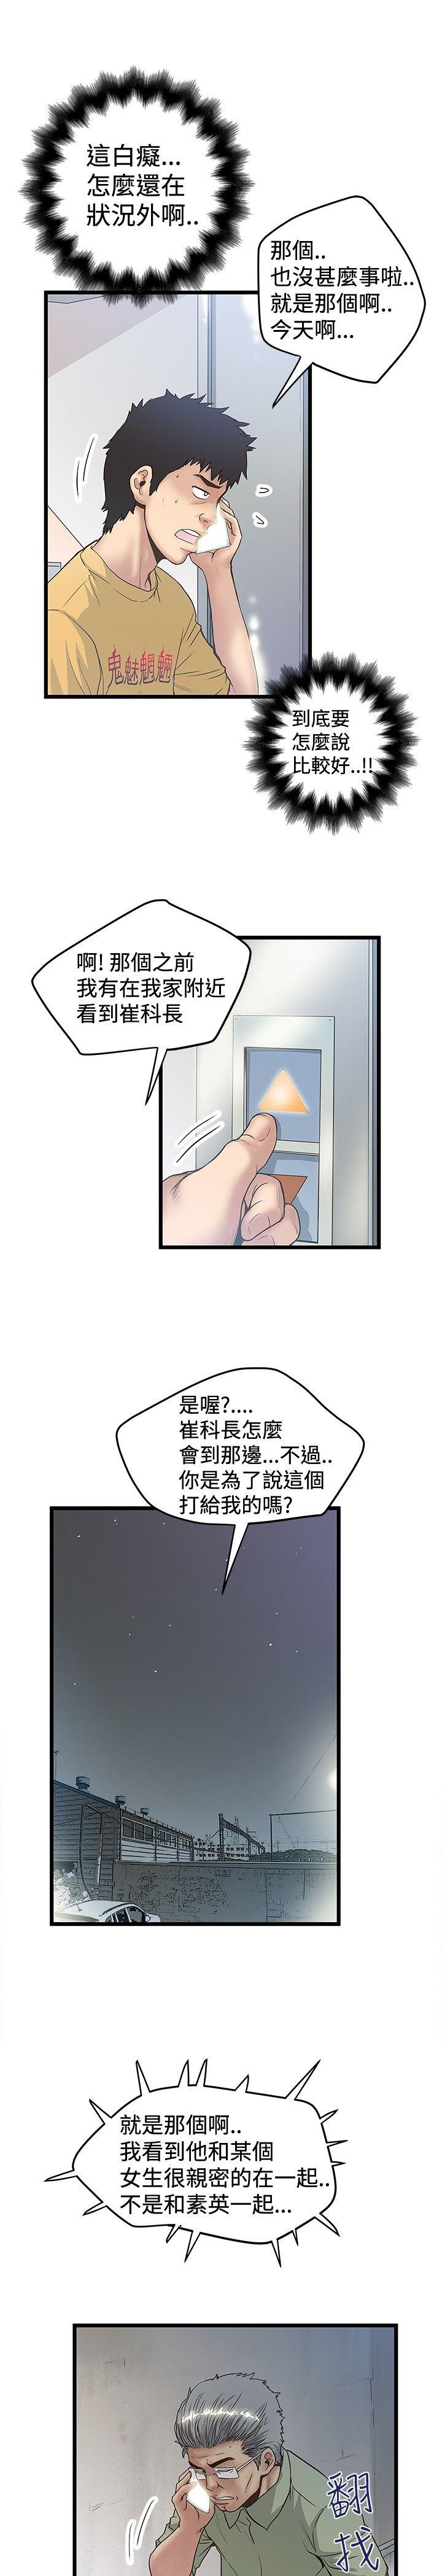 這白癡...
怎麼還在
狀況外啊..
那個..
也沒甚麼事啦..
就是那個啊..
今天啊...
鬼魅魍魎
到底要
怎麼說
比較好..!!
啊! 那個之前
我有在我家附近
看到崔科長
是喔?....
崔科長怎麼
會到那邊...不過..
你是為了說這個
打給我的嗎?
就是那個啊..
我看到他和某個
女生很親密的在一起..
不是和素英一起...
翻
找